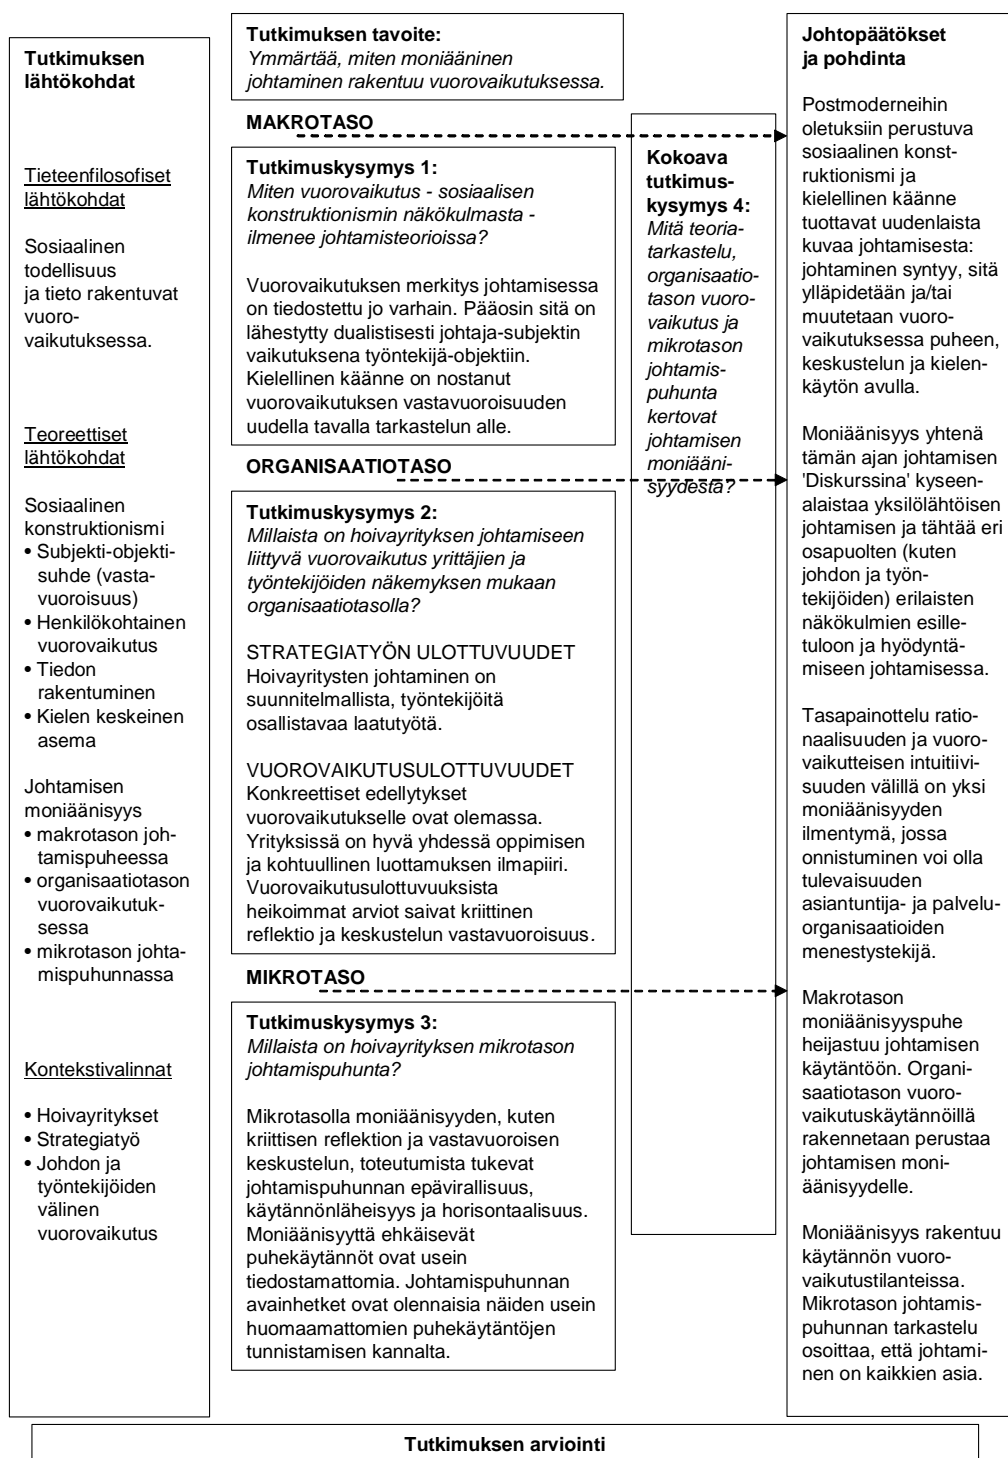 Tutkimuksen
lähtökohdat
Tieteenfilosofiset
lähtökohdat
Sosiaalinen
todellisuus
ja tieto rakentuvat
vuoro-
vaikutuksessa.
Teoreettiset
lähtökohdat
Sosiaalinen
konstruktionismi
• Subjekti-objekti-
suhde (vasta-
vuoroisuus)
• Henkilökohtainen
vuorovaikutus
• Tiedon
rakentuminen
• Kielen keskeinen
asema
Johtamisen
moniäänisyys
• makrotason joh-
tamispuheessa
• organisaatiotason
vuorovaikutuk-
sessa
• mikrotason johta-
mispuhunnassa
Kontekstivalinnat
• Hoivayritykset
• Strategiatyö
• Johdon ja
työntekijöiden
välinen
vuorovaikutus
Tutkimuksen tavoite:
Ymmärtää, miten moniääninen
johtaminen rakentuu vuorovaikutuksessa.
MAKROTASO
Tutkimuskysymys 1:
Miten vuorovaikutus - sosiaalisen
konstruktionismin näkökulmasta -
ilmenee johtamisteorioissa?
Vuorovaikutuksen merkitys johtamisessa
on tiedostettu jo varhain. Pääosin sitä on
lähestytty dualistisesti johtaja-subjektin
vaikutuksena työntekijä-objektiin.
Kielellinen käänne on nostanut
vuorovaikutuksen vastavuoroisuuden
uudella tavalla tarkastelun alle.
ORGANISAATIOTASO
Tutkimuskysymys 2:
Millaista on hoivayrityksen johtamiseen
liittyvä vuorovaikutus yrittäjien ja
työntekijöiden näkemyksen mukaan
organisaatiotasolla?
STRATEGIATYÖN ULOTTUVUUDET
Hoivayritysten johtaminen on
suunnitelmallista, työntekijöitä
osallistavaa laatutyötä.
VUOROVAIKUTUSULOTTUVUUDET
Konkreettiset edellytykset
vuorovaikutukselle ovat olemassa.
Yrityksissä on hyvä yhdessä oppimisen
ja kohtuullinen luottamuksen ilmapiiri.
Vuorovaikutusulottuvuuksista
heikoimmat arviot saivat kriittinen
reflektio ja keskustelun vastavuoroisuus.
MIKROTASO
Tutkimuskysymys 3:
Millaista on hoivayrityksen mikrotason
johtamispuhunta?
Mikrotasolla moniäänisyyden, kuten
kriittisen reflektion ja vastavuoroisen
keskustelun, toteutumista tukevat
johtamispuhunnan epävirallisuus,
käytännönläheisyys ja horisontaalisuus.
Moniäänisyyttä ehkäisevät
puhekäytännöt ovat usein
tiedostamattomia. Johtamispuhunnan
avainhetket ovat olennaisia näiden usein
huomaamattomien puhekäytäntöjen
tunnistamisen kannalta.
Kokoava
tutkimus-
kysymys 4:
Mitä teoria-
tarkastelu,
organisaatio-
tason vuoro-
vaikutus ja
mikrotason
johtamis-
puhunta
kertovat
johtamisen
moniääni-
syydestä?
Johtopäätökset
ja pohdinta
Postmoderneihin
oletuksiin perustuva
sosiaalinen konst-
ruktionismi ja
kielellinen käänne
tuottavat uudenlaista
kuvaa johtamisesta:
johtaminen syntyy, sitä
ylläpidetään ja/tai
muutetaan vuoro-
vaikutuksessa puheen,
keskustelun ja kielen-
käytön avulla.
Moniäänisyys yhtenä
tämän ajan johtamisen
'Diskurssina' kyseen-
alaistaa yksilölähtöisen
johtamisen ja tähtää eri
osapuolten (kuten
johdon ja työn-
tekijöiden) erilaisten
näkökulmien esille-
tuloon ja hyödyntä-
miseen johtamisessa.
Tasapainottelu ratio-
naalisuuden ja vuoro-
vaikutteisen intuitiivi-
suuden välillä on yksi
moniäänisyyden
ilmentymä, jossa
onnistuminen voi olla
tulevaisuuden
asiantuntija- ja palvelu-
organisaatioiden
menestystekijä.
Makrotason
moniäänisyyspuhe
heijastuu johtamisen
käytäntöön. Organi-
saatiotason vuoro-
vaikutuskäytännöillä
rakennetaan perustaa
johtamisen moni-
äänisyydelle.
Moniäänisyys rakentuu
käytännön vuoro-
vaikutustilanteissa.
Mikrotason johtamis-
puhunnan tarkastelu
osoittaa, että johtami-
nen on kaikkien asia.
Tutkimuksen arviointi